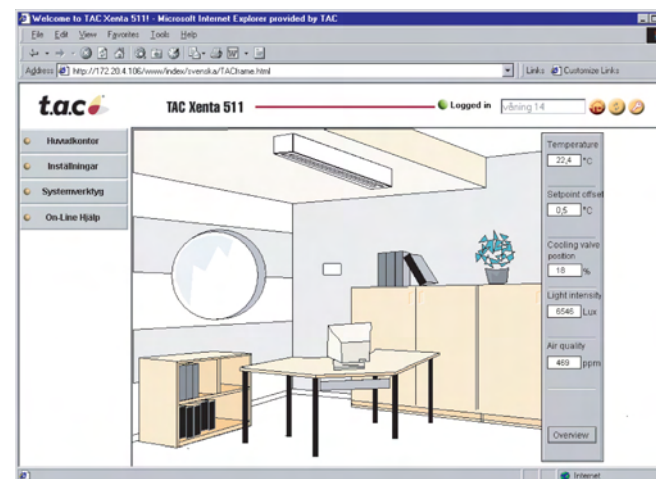 Welcome to TAC Xenta 511! - Microsoft Internet Explorer provided by TAC
File Edit View Favorites Tools Help
Address http://172.20.4.106/www/index/svenska/TACframe.html Links Customize Links
t.a.c TAC Xenta 511 Logged in våning 14
Huvudkontor
Inställningar
Systemverktyg
On-Line Hjälp
Temperature
22,4 °C
Setpoint offset
0,5 °C
Cooling valve
position
18 %
Light intensity
6546 Lux
Air quality
469 ppm
Overview
Internet